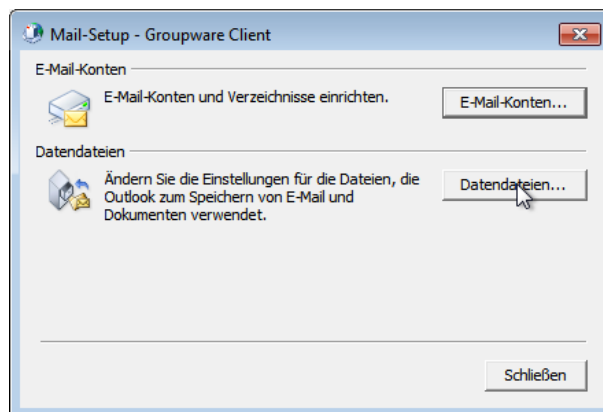 Mail-Setup - Groupware Client
E-Mail-Konten
E-Mail-Konten und Verzeichnisse einrichten.
E-Mail-Konten...
Datendateien
Ändern Sie die Einstellungen für die Dateien, die
Outlook zum Speichern von E-Mail und
Dokumenten verwendet.
Datendateien...
Schließen